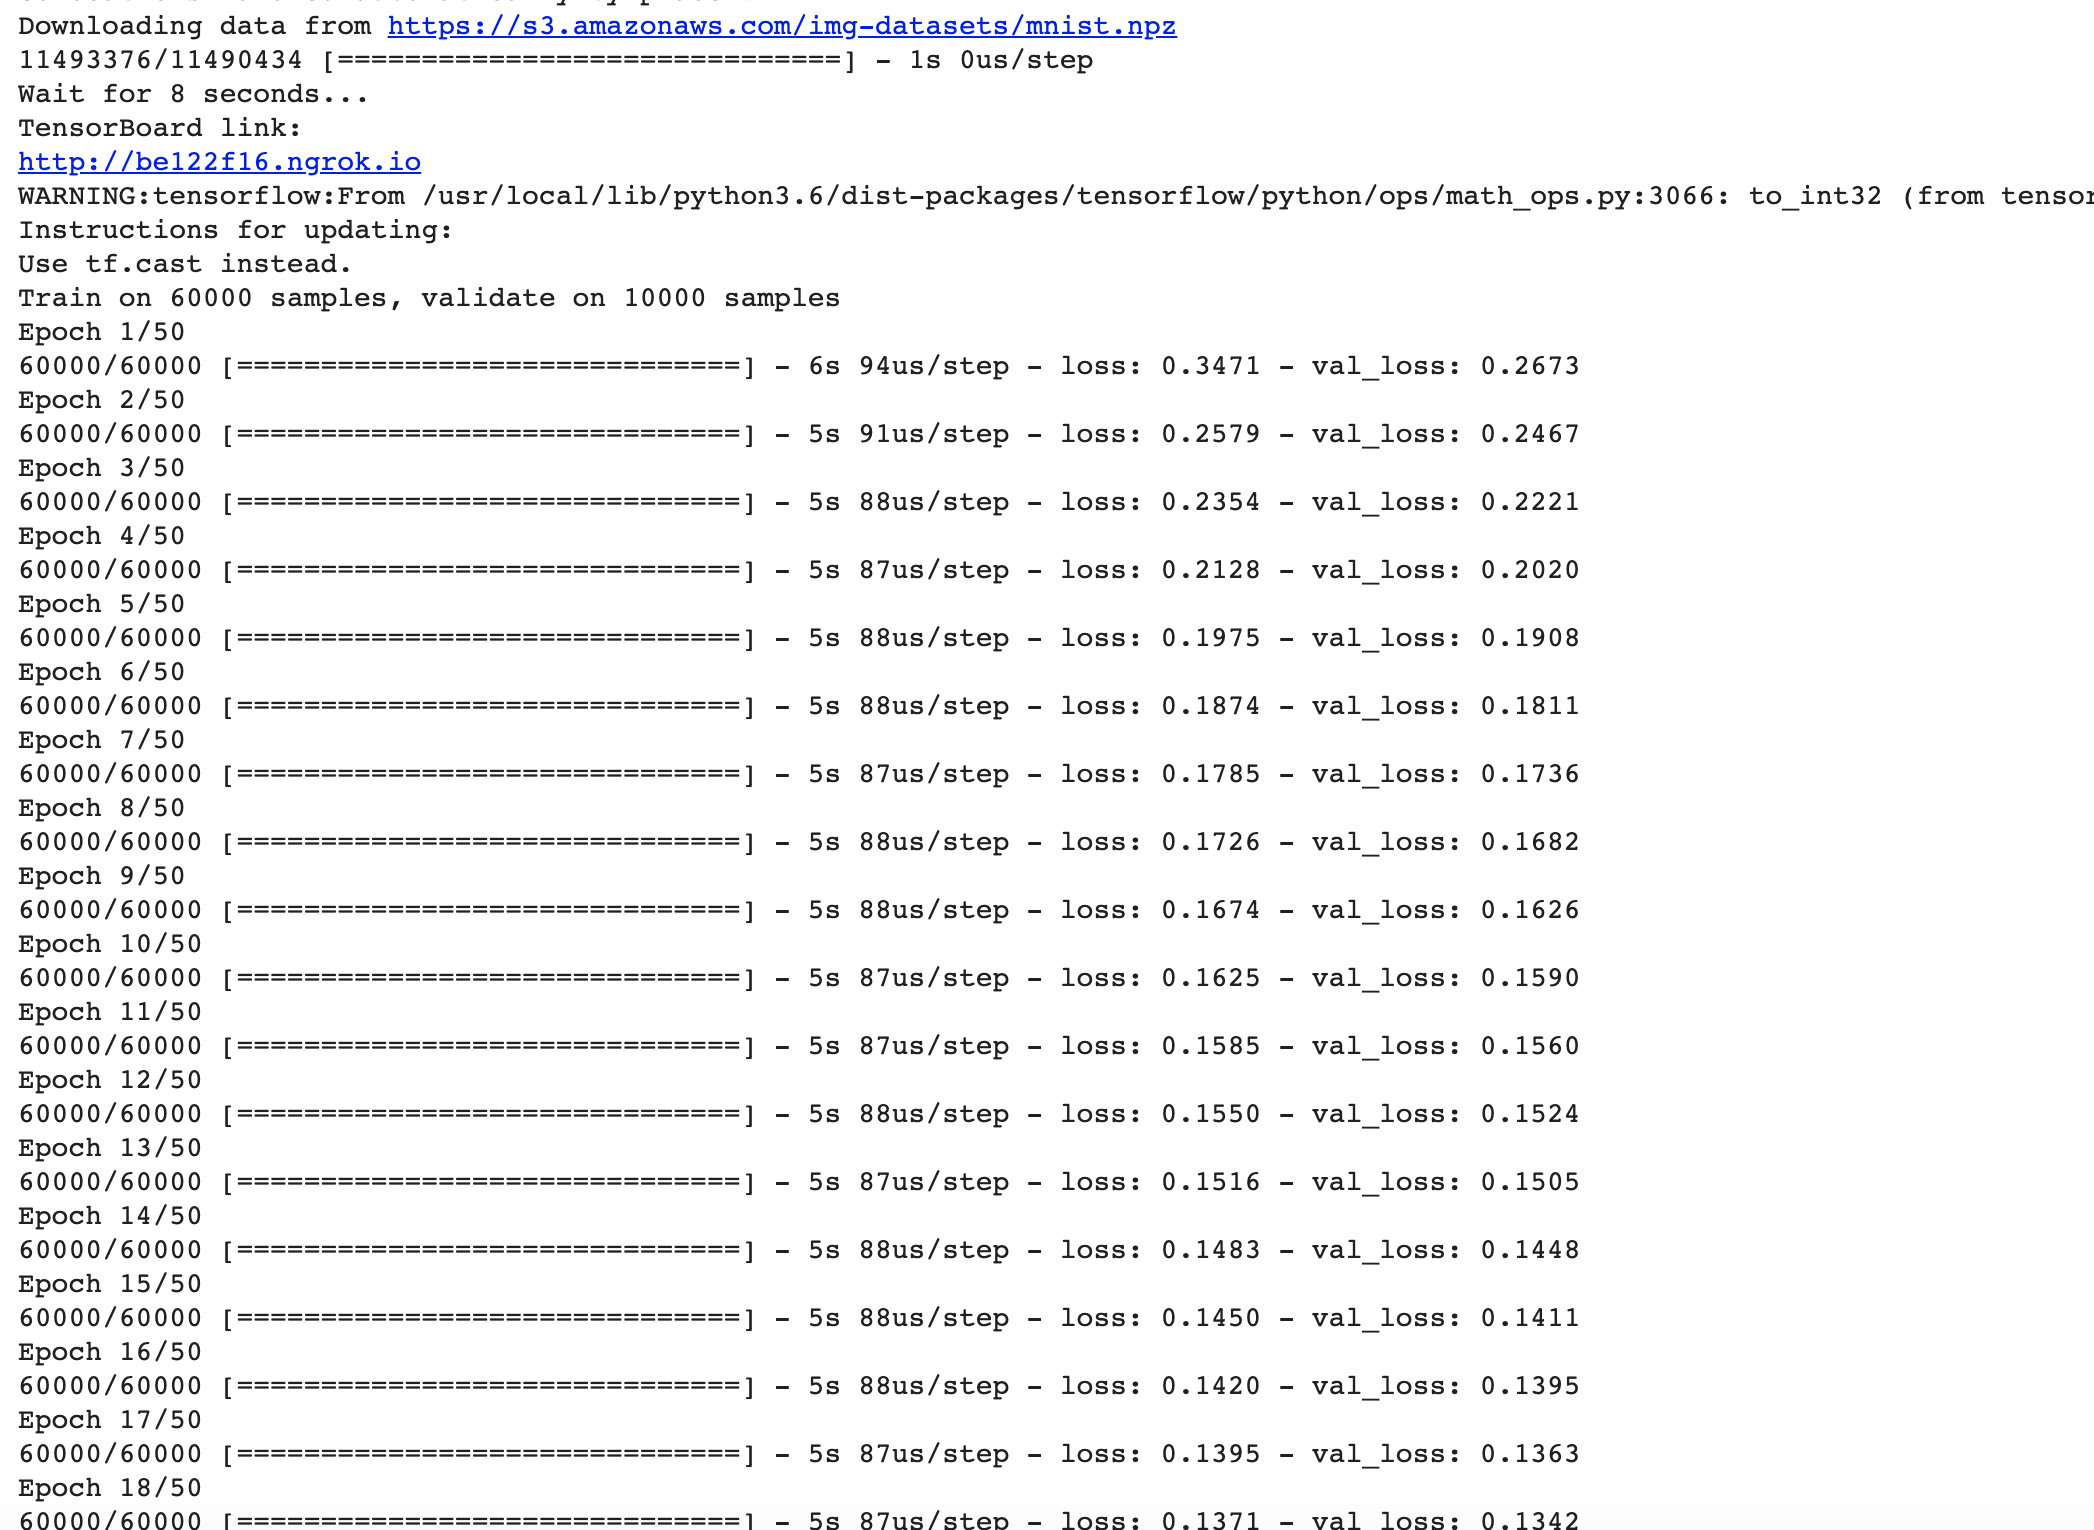 Downloading data from https://s3.amazonaws.com/img-datasets/mnist.npz
11493376/11490434 [==============================] - 1s 0us/step
Wait for 8 seconds...
TensorBoard link:
http://be122f16.ngrok.io
WARNING:tensorflow:From /usr/local/lib/python3.6/dist-packages/tensorflow/python/ops/math_ops.py:3066: to_int32 (from tensor
Instructions for updating:
Use tf.cast instead.
Train on 60000 samples, validate on 10000 samples
Epoch 1/50
60000/60000 [==============================] - 6s 94us/step - loss: 0.3471 - val_loss: 0.2673
Epoch 2/50
60000/60000 [==============================] - 5s 91us/step - loss: 0.2579 - val_loss: 0.2467
Epoch 3/50
60000/60000 [==============================] - 5s 88us/step - loss: 0.2354 - val_loss: 0.2221
Epoch 4/50
60000/60000 [==============================] - 5s 87us/step - loss: 0.2128 - val_loss: 0.2020
Epoch 5/50
60000/60000 [==============================] - 5s 88us/step - loss: 0.1975 - val_loss: 0.1908
Epoch 6/50
60000/60000 [==============================] - 5s 88us/step - loss: 0.1874 - val_loss: 0.1811
Epoch 7/50
60000/60000 [==============================] - 5s 87us/step - loss: 0.1785 - val_loss: 0.1736
Epoch 8/50
60000/60000 [==============================] - 5s 88us/step - loss: 0.1726 - val_loss: 0.1682
Epoch 9/50
60000/60000 [==============================] - 5s 88us/step - loss: 0.1674 - val_loss: 0.1626
Epoch 10/50
60000/60000 [==============================] - 5s 87us/step - loss: 0.1625 - val_loss: 0.1590
Epoch 11/50
60000/60000 [==============================] - 5s 87us/step - loss: 0.1585 - val_loss: 0.1560
Epoch 12/50
60000/60000 [==============================] - 5s 88us/step - loss: 0.1550 - val_loss: 0.1524
Epoch 13/50
60000/60000 [==============================] - 5s 87us/step - loss: 0.1516 - val_loss: 0.1505
Epoch 14/50
60000/60000 [==============================] - 5s 88us/step - loss: 0.1483 - val_loss: 0.1448
Epoch 15/50
60000/60000 [==============================] - 5s 88us/step - loss: 0.1450 - val_loss: 0.1411
Epoch 16/50
60000/60000 [==============================] - 5s 88us/step - loss: 0.1420 - val_loss: 0.1395
Epoch 17/50
60000/60000 [==============================] - 5s 87us/step - loss: 0.1395 - val_loss: 0.1363
Epoch 18/50
60000/60000 [==============================] - 5s 87us/step - loss: 0.1371 - val_loss: 0.1342